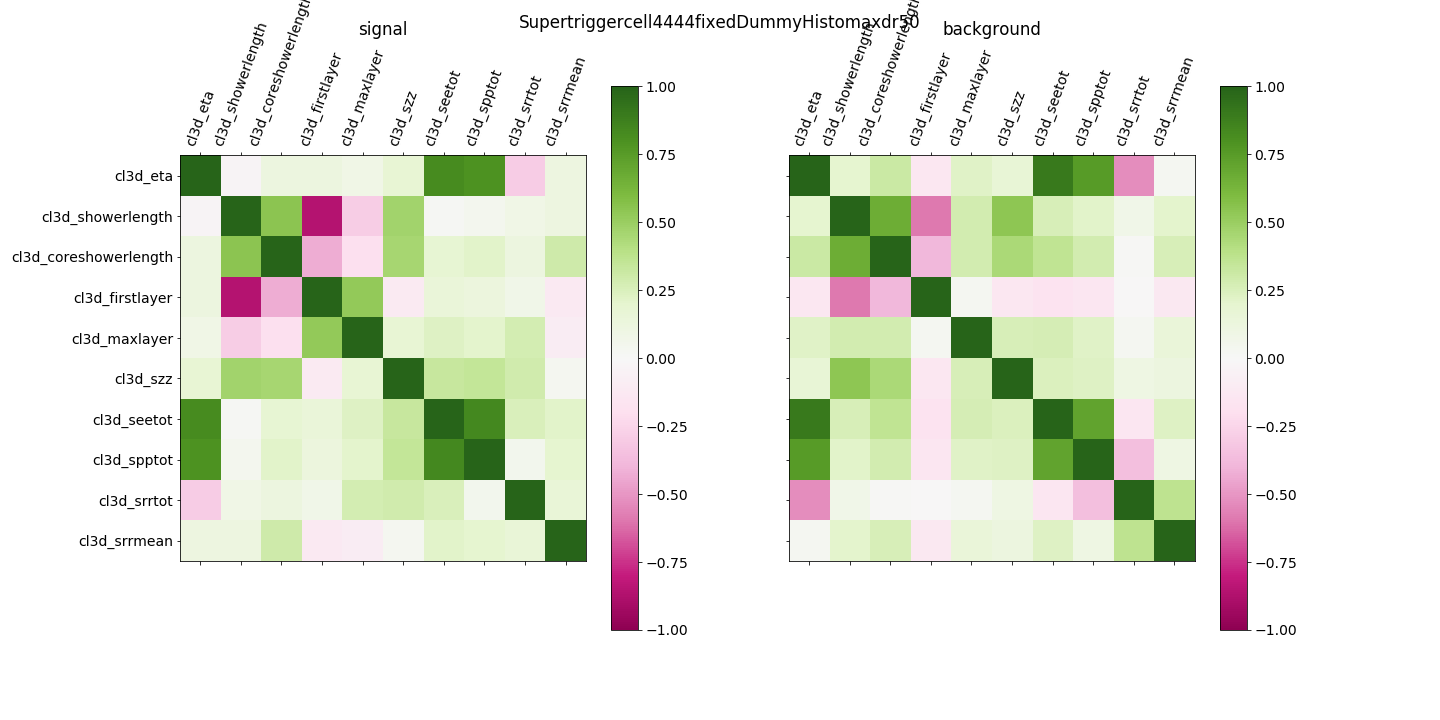 Supertriggercell4444fixedDummyHistomaxdr50
signal
cl3d_eta
cl3d_showerlength
cl3d_coreshowerlength
cl3d_firstlayer
cl3d_maxlayer
cl3d_szz
cl3d_seetot
cl3d_spptot
cl3d_srrtot
cl3d_srrmean
cl3d_eta
cl3d_showerlength
cl3d_coreshowerlength
cl3d_firstlayer
cl3d_maxlayer
cl3d_szz
cl3d_seetot
cl3d_spptot
cl3d_srrtot
cl3d_srrmean
1.00
0.75
0.50
0.25
0.00
−0.25
−0.50
−0.75
−1.00
background
cl3d_eta
cl3d_showerlength
cl3d_coreshowerlength
cl3d_firstlayer
cl3d_maxlayer
cl3d_szz
cl3d_seetot
cl3d_spptot
cl3d_srrtot
cl3d_srrmean
1.00
0.75
0.50
0.25
0.00
−0.25
−0.50
−0.75
−1.00